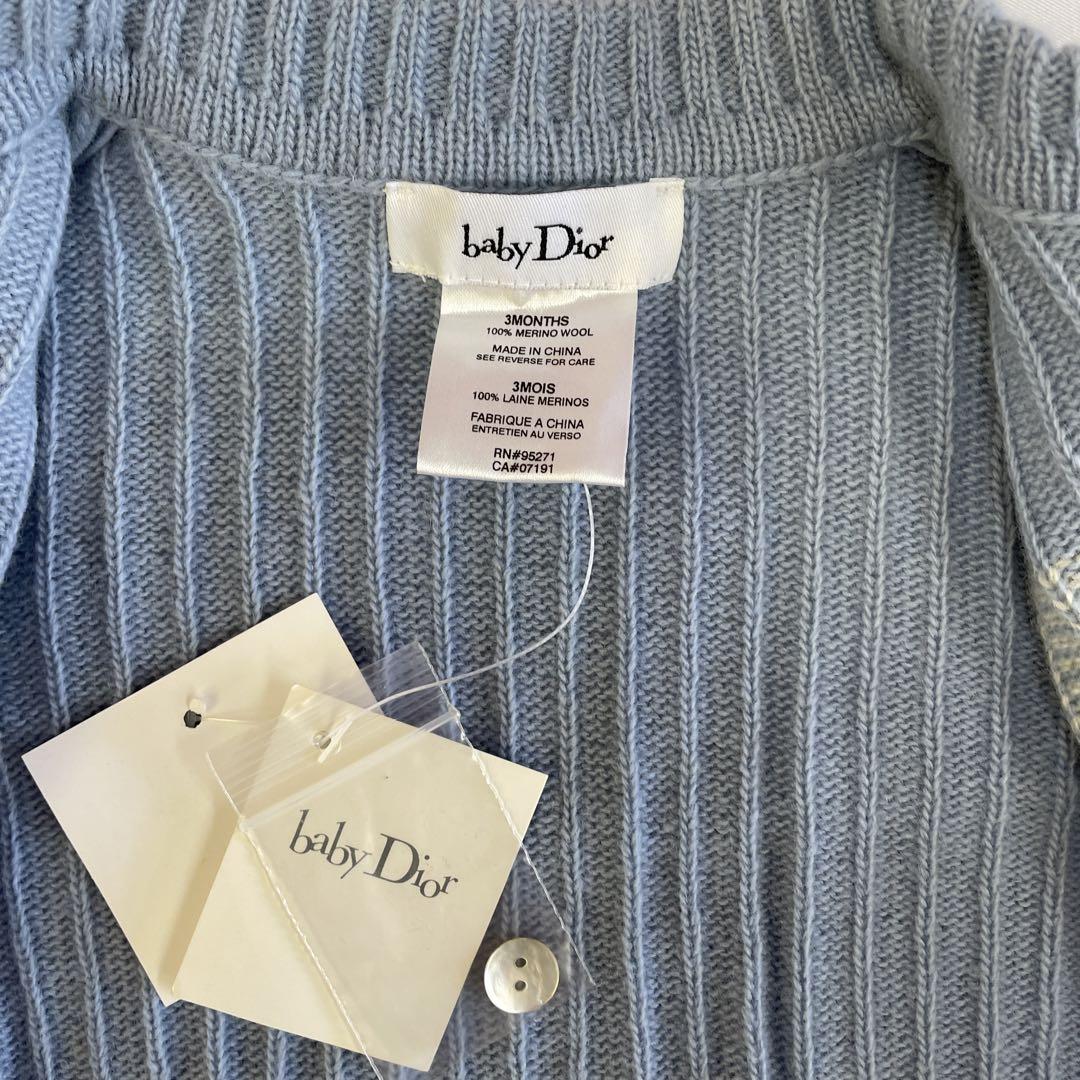 baby Dior
3MONTHS
100% MERINO WOOL
MADE IN CHINA
SEE REVERSE FOR CARE
3MOIS
100% LAINE MERINOS
FABRIQUE A CHINA
ENTRETIEN AU VERSO
RN#95271
CA#07191
baby Dior